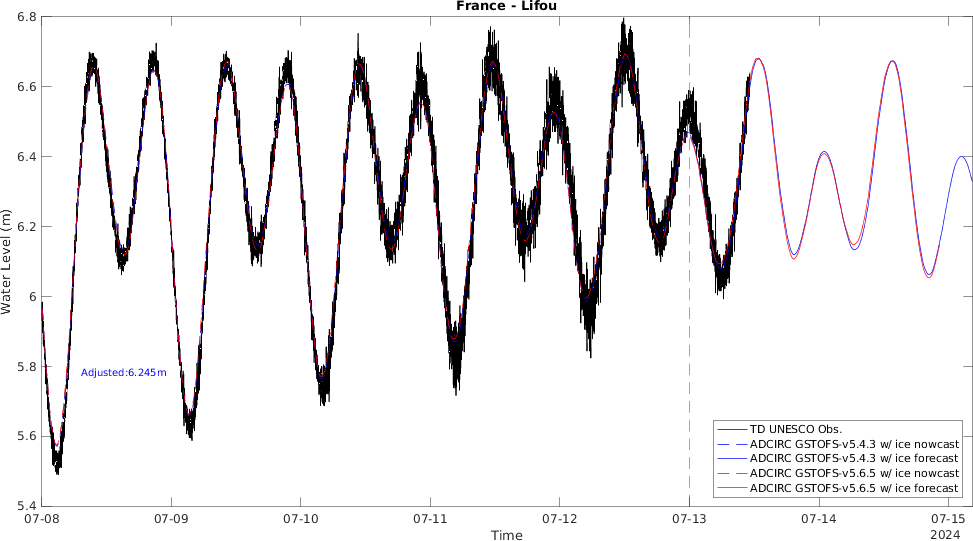 France - Lifou
6.8
6.6
6.4
6.2
6
5.8
5.6
5.4
Water Level (m)
Adjusted:6.245m
TD UNESCO Obs.
ADCIRC GSTOFS-v5.4.3 w/ ice nowcast
ADCIRC GSTOFS-v5.4.3 w/ ice forecast
ADCIRC GSTOFS-v5.6.5 w/ ice nowcast
ADCIRC GSTOFS-v5.6.5 w/ ice forecast
07-08 07-09 07-10 07-11 07-12 07-13 07-14 07-15
Time
2024